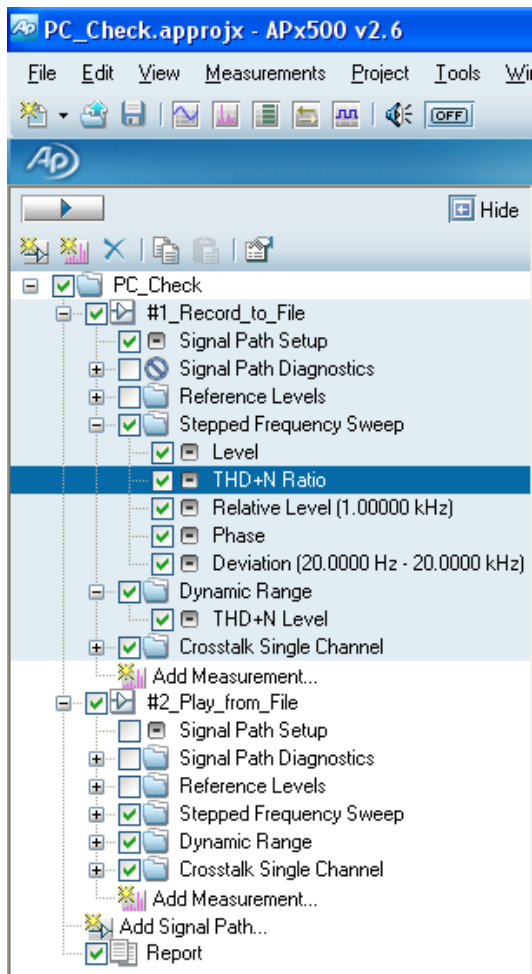 PC_Check.approjx - APx500 v2.6
File Edit View Measurements Project Tools
OFF
Ap
Hide
PC_Check
#1_Record_to_File
Signal Path Setup
Signal Path Diagnostics
Reference Levels
Stepped Frequency Sweep
Level
THD+N Ratio
Relative Level (1.00000 kHz)
Phase
Deviation (20.0000 Hz - 20.0000 kHz)
Dynamic Range
THD+N Level
Crosstalk Single Channel
Add Measurement...
#2_Play_from_File
Signal Path Setup
Signal Path Diagnostics
Reference Levels
Stepped Frequency Sweep
Dynamic Range
Crosstalk Single Channel
Add Measurement...
Add Signal Path...
Report